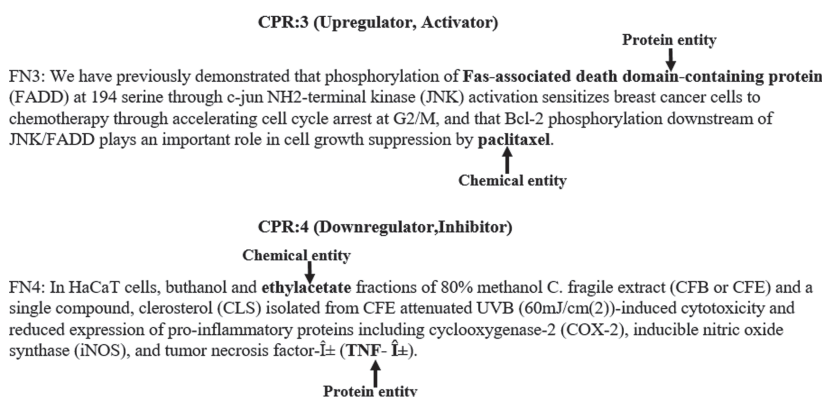 CPR:3 (Upregulator, Activator)
Protein entity
FN3: We have previously demonstrated that phosphorylation of Fas-associated death domain-containing protein
(FADD) at 194 serine through c-jun NH2-terminal kinase (JNK) activation sensitizes breast cancer cells to
chemotherapy through accelerating cell cycle arrest at G2/M, and that Bcl-2 phosphorylation downstream of
JNK/FADD plays an important role in cell growth suppression by paclitaxel.
Chemical entity
CPR:4 (Downregulator,Inhibitor)
Chemical entity
FN4: In HaCaT cells, buthanol and ethylacetate fractions of 80% methanol C. fragile extract (CFB or CFE) and a
single compound, clerosterol (CLS) isolated from CFE attenuated UVB (60mJ/cm(2))-induced cytotoxicity and
reduced expression of pro-inflammatory proteins including cyclooxygenase-2 (COX-2), inducible nitric oxide
synthase (iNOS), and tumor necrosis factor-Î± (TNF- Î±).
Protein entity